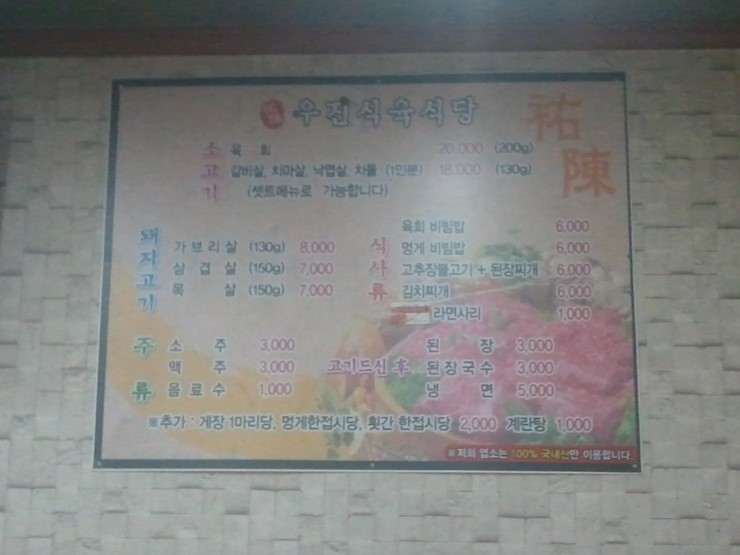 우진식육식당
祐陳
소고기
육 회 20,000 (200g)
갈비살, 치마살, 낙엽살, 차돌 (1인분) 18,000 (130g)
(셋트메뉴로 가능합니다)
돼지고기
가브리살 (130g) 8,000
삼겹살 (150g) 7,000
목 살 (150g) 7,000
식사류
육회 비빔밥 6,000
멍게 비빔밥 6,000
고추장불고기 + 된장찌개 6,000
김치찌개 6,000
라면사리 1,000
주류
소 주 3,000
맥 주 3,000
음료수 1,000
고기드신 후
된 장 3,000
된장국수 3,000
냉 면 5,000
※추가 : 게장 1마리당, 멍게한접시당, 횟간 한접시당 2,000 계란탕 1,000
※저희 업소는 100% 국내산만 이용합니다.